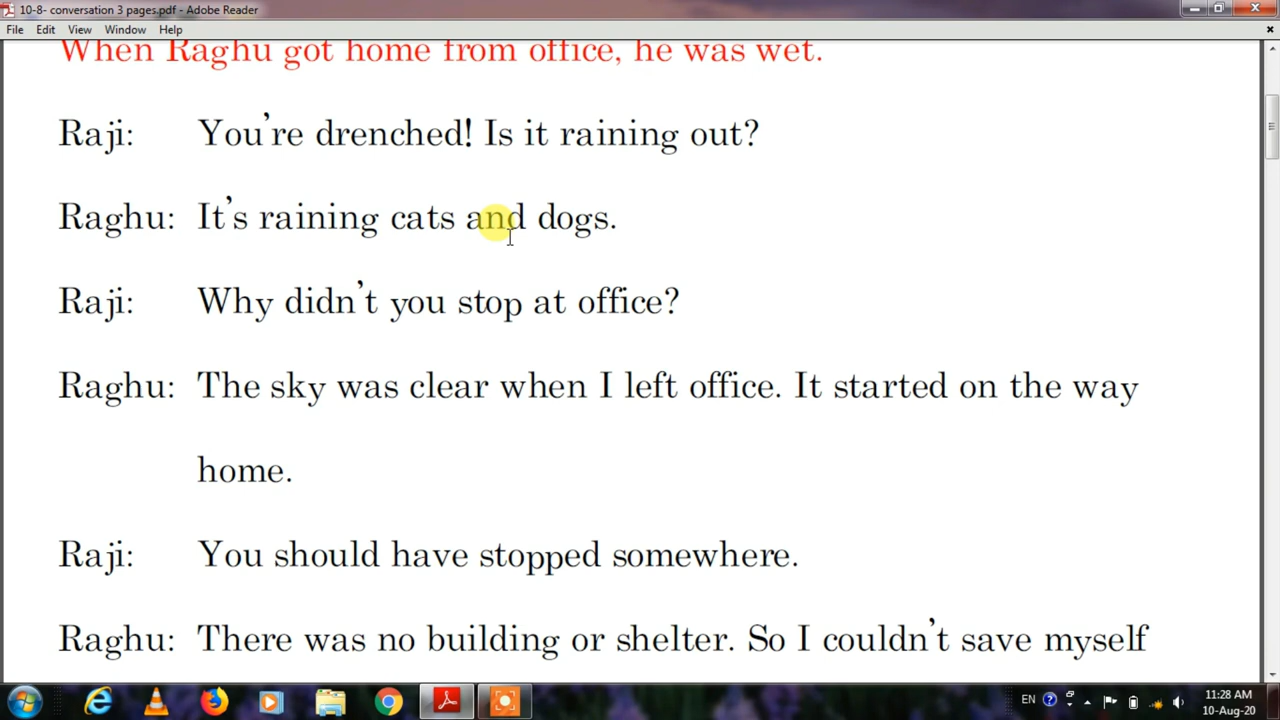 10-8- conversation 3 pages.pdf - Adobe Reader
File Edit View Window Help
When Raghu got home from office, he was wet.
Raji: You're drenched! Is it raining out?
Raghu: It's raining cats and dogs.
Raji: Why didn't you stop at office?
Raghu: The sky was clear when I left office. It started on the way
home.
Raji: You should have stopped somewhere.
Raghu: There was no building or shelter. So I couldn't save myself
EN
11:28 AM
10-Aug-20